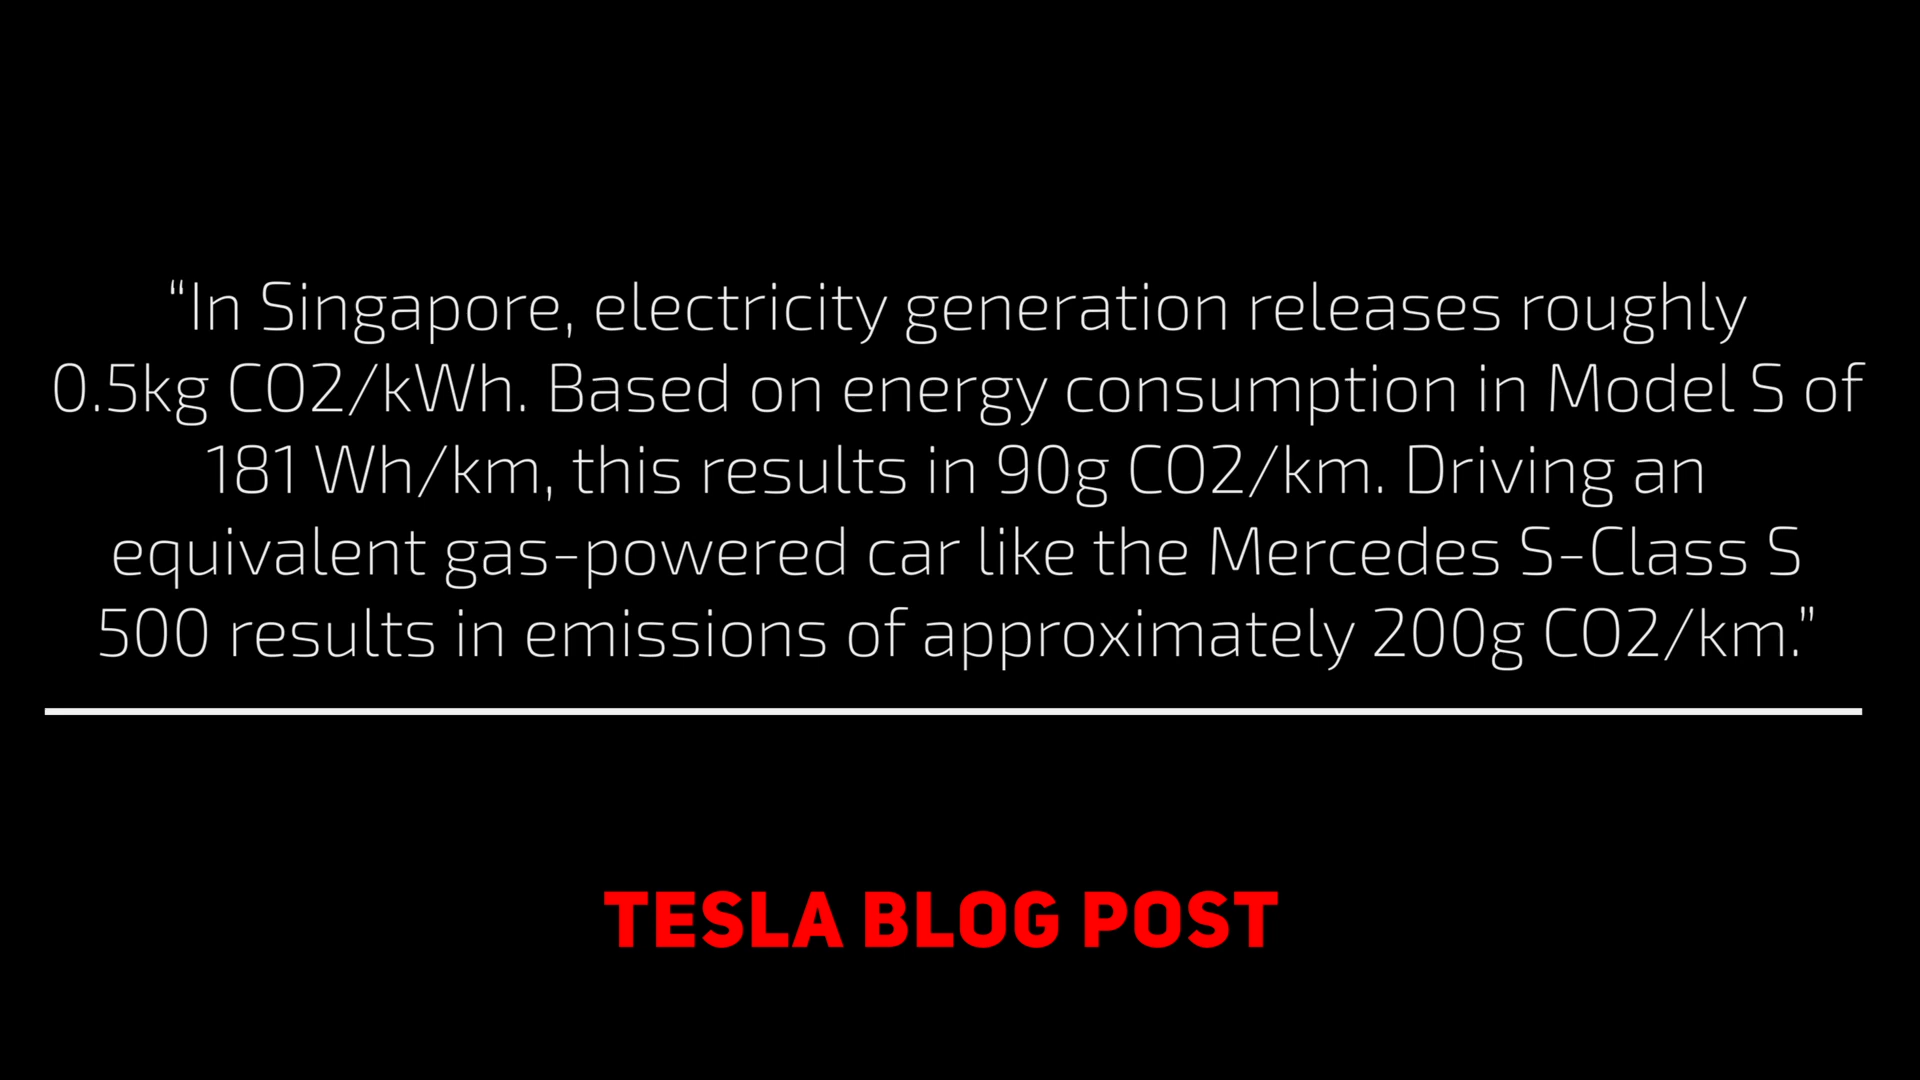 “In Singapore, electricity generation releases roughly
0.5kg CO2/kWh. Based on energy consumption in Model S of
181 Wh/km, this results in 90g CO2/km. Driving an
equivalent gas-powered car like the Mercedes S-Class S
500 results in emissions of approximately 200g CO2/km.”
TESLA BLOG POST